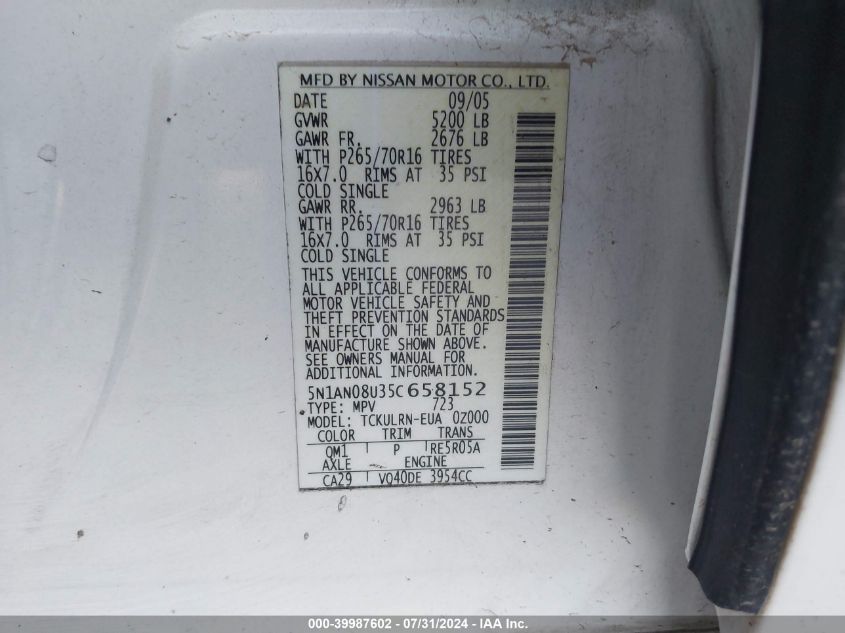 MFD BY NISSAN MOTOR CO., LTD.
DATE 09/05
GVWR 5200 LB
GAWR FR. 2676 LB
WITH P265/70R16 TIRES
16X7.0 RIMS AT 35 PSI
COLD SINGLE
GAWR RR. 2963 LB
WITH P265/70R16 TIRES
16X7.0 RIMS AT 35 PSI
COLD SINGLE
THIS VEHICLE CONFORMS TO
ALL APPLICABLE FEDERAL
MOTOR VEHICLE SAFETY AND
THEFT PREVENTION STANDARDS
IN EFFECT ON THE DATE OF
MANUFACTURE SHOWN ABOVE.
SEE OWNERS MANUAL FOR
ADDITIONAL INFORMATION.
5N1AN08U35C658152
TYPE: MPV 723
MODEL: TCKULRN-EUA 0Z000
COLOR TRIM TRANS
QM1 P RE5R05A
AXLE ENGINE
CA29 VQ40DE 3954CC
000-39987602 - 07/31/2024 - IAA Inc.